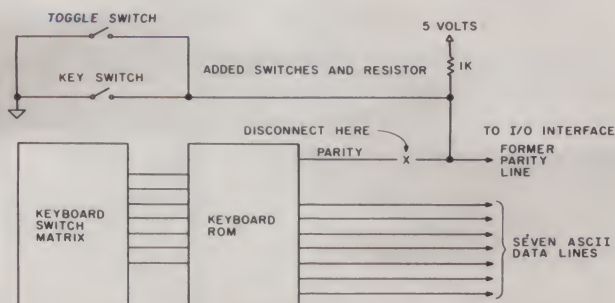 TOGGLE SWITCH
5 VOLTS
1K
KEY SWITCH
ADDED SWITCHES AND RESISTOR
DISCONNECT HERE
TO I/O INTERFACE
PARITY
X
FORMER
PARITY
LINE
KEYBOARD
SWITCH
MATRIX
KEYBOARD
ROM
SEVEN ASCII
DATA LINES